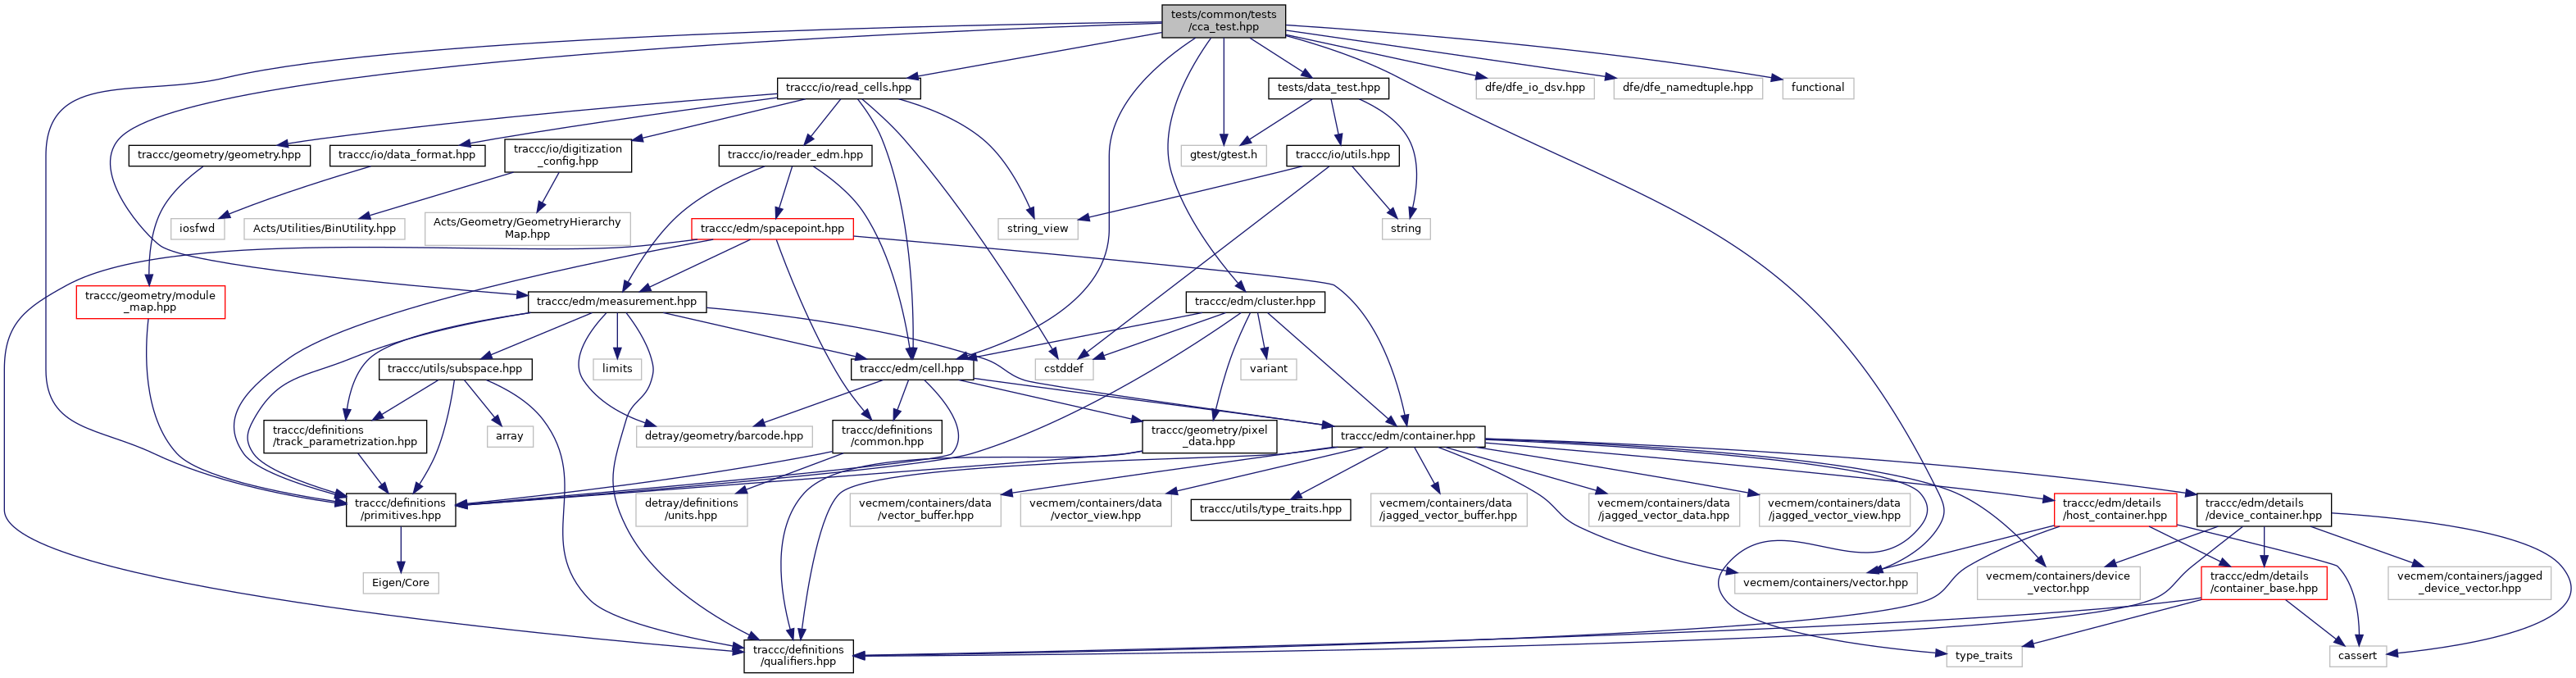 tests/common/tests
/cca_test.hpp
traccc/io/read_cells.hpp
tests/data_test.hpp
dfe/dfe_io_dsv.hpp
dfe/dfe_namedtuple.hpp
functional
traccc/geometry/geometry.hpp
traccc/io/data_format.hpp
traccc/io/digitization
_config.hpp
traccc/io/reader_edm.hpp
gtest/gtest.h
traccc/io/utils.hpp
iosfwd
Acts/Utilities/BinUtility.hpp
Acts/Geometry/GeometryHierarchy
Map.hpp
traccc/edm/spacepoint.hpp
string_view
string
traccc/geometry/module
_map.hpp
traccc/edm/measurement.hpp
traccc/edm/cluster.hpp
traccc/utils/subspace.hpp
limits
traccc/edm/cell.hpp
cstddef
variant
traccc/definitions
/track_parametrization.hpp
array
detray/geometry/barcode.hpp
traccc/definitions
/common.hpp
traccc/geometry/pixel
_data.hpp
traccc/edm/container.hpp
traccc/definitions
/primitives.hpp
detray/definitions
/units.hpp
vecmem/containers/data
/vector_buffer.hpp
vecmem/containers/data
/vector_view.hpp
traccc/utils/type_traits.hpp
vecmem/containers/data
/jagged_vector_buffer.hpp
vecmem/containers/data
/jagged_vector_data.hpp
vecmem/containers/data
/jagged_vector_view.hpp
traccc/edm/details
/host_container.hpp
traccc/edm/details
/device_container.hpp
Eigen/Core
vecmem/containers/vector.hpp
vecmem/containers/device
_vector.hpp
traccc/edm/details
/container_base.hpp
vecmem/containers/jagged
_device_vector.hpp
traccc/definitions
/qualifiers.hpp
type_traits
cassert